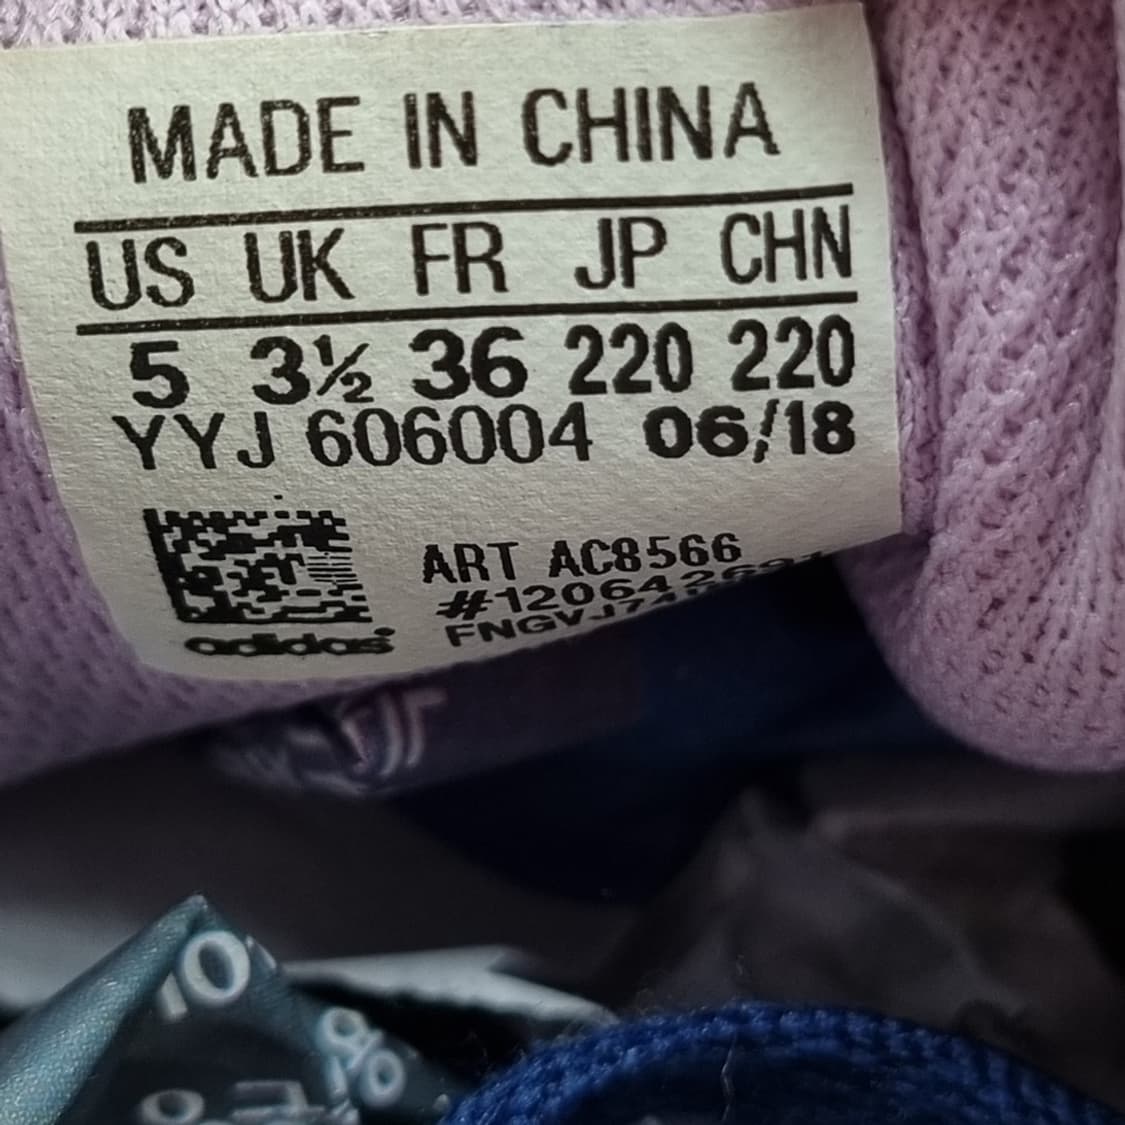 MADE IN CHINA
US UK FR JP CHN
5 3½ 36 220 220
YYJ 606004 06/18
ART AC8566
adidas
10